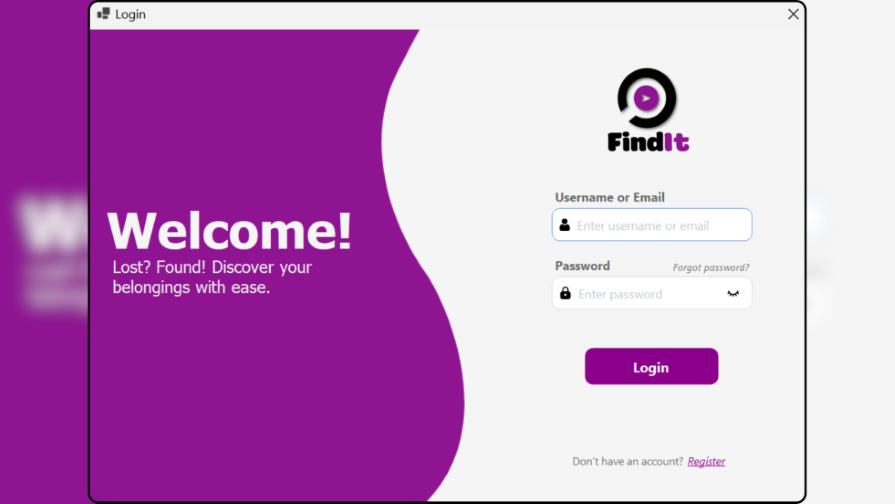 Login
FindIt
Username or Email
Enter username or email
Welcome!
Lost? Found! Discover your
belongings with ease.
Password
Forgot password?
Enter password
Login
Don't have an account? Register